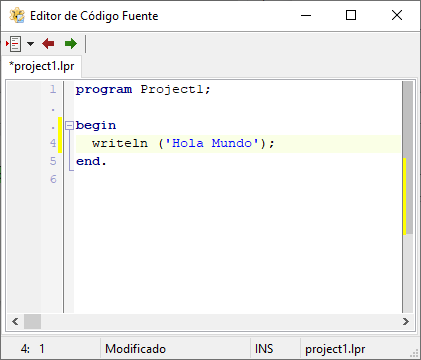 Editor de Código Fuente
*project1.lpr
1 program Project1;
.
. begin
4 writeln ('Hola Mundo');
5 end.
6
4: 1 Modificado INS project1.lpr